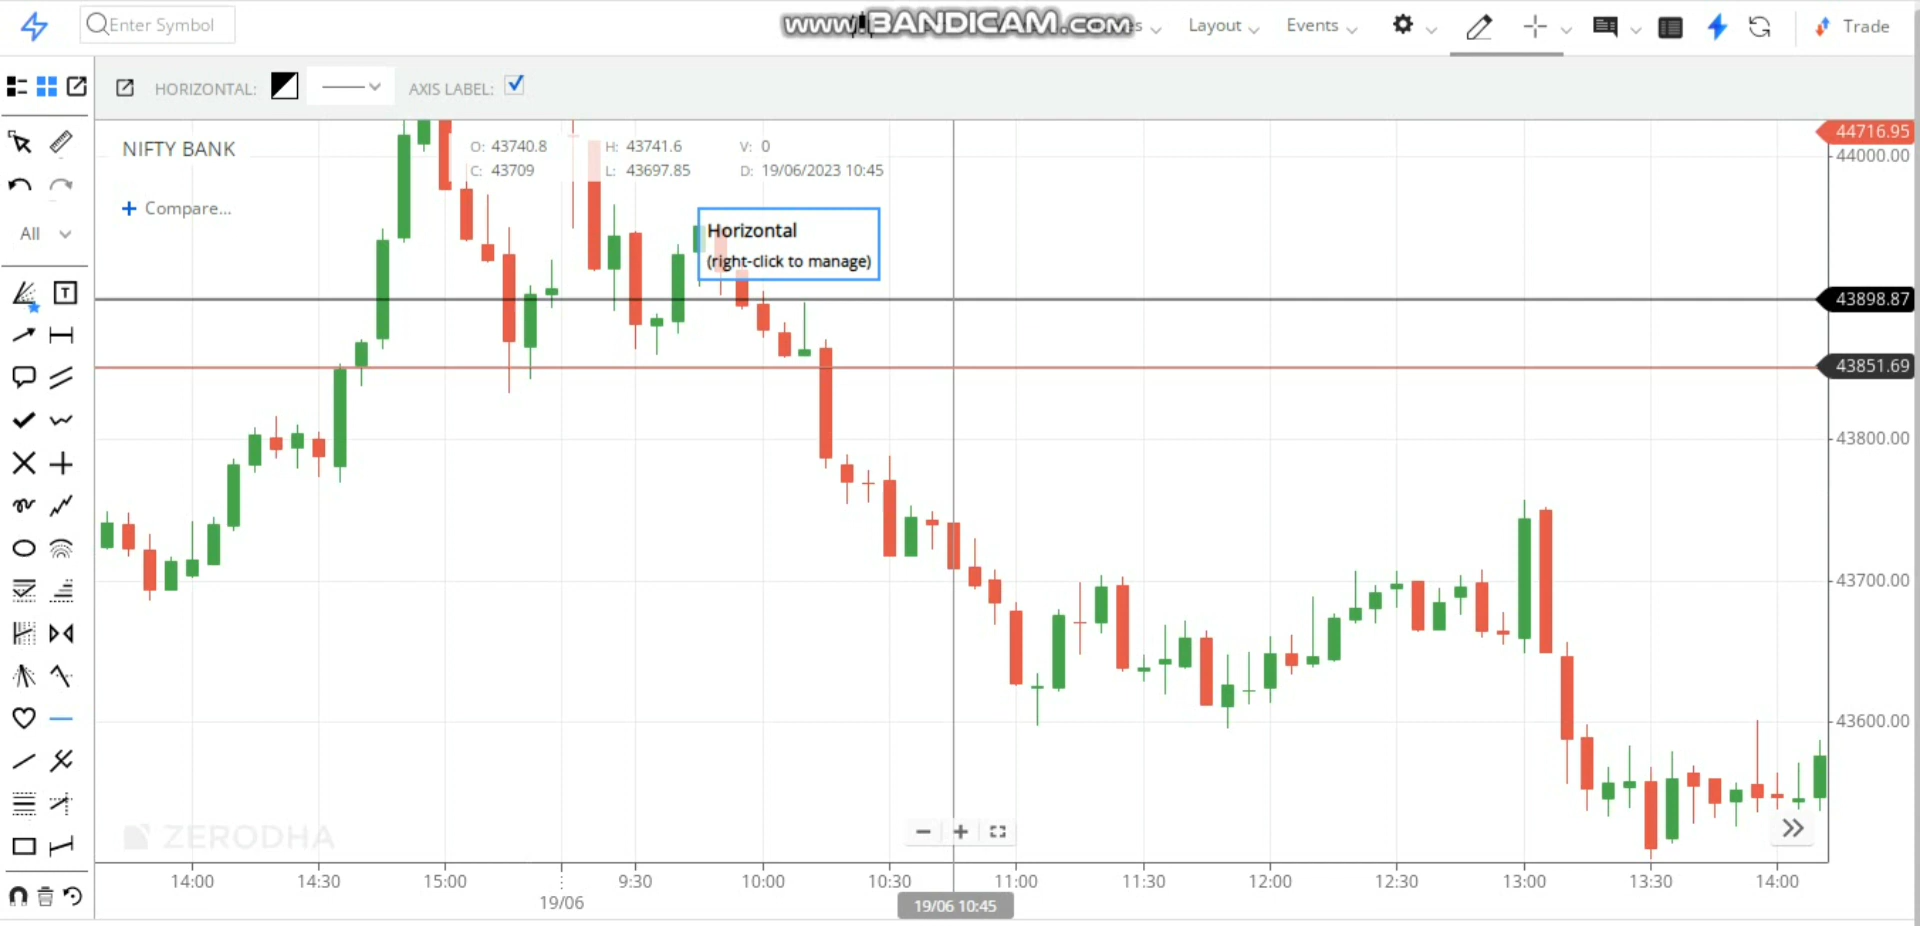 Enter Symbol
www.BANDICAM.com
Layout
Events
Trade
HORIZONTAL:
AXIS LABEL:
NIFTY BANK
O: 43740.8 H: 43741.6 V: 0
C: 43709 L: 43697.85 D: 19/06/2023 10:45
+ Compare...
All
T
Horizontal
(right-click to manage)
44716.95
44000.00
43898.87
43851.69
43800.00
43700.00
43600.00
ZERODHA
14:00 14:30 15:00 9:30 10:00 10:30 11:00 11:30 12:00 12:30 13:00 13:30 14:00
19/06
19/06 10:45